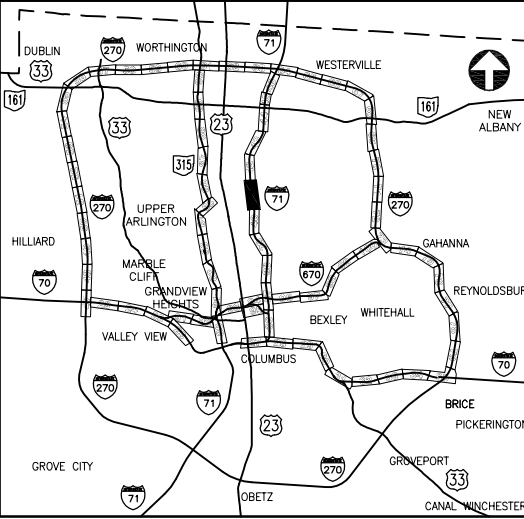 DUBLIN
WORTHINGTON
270
71
WESTERVILLE
33
161
161
NEW
ALBANY
33
23
315
270
71
270
UPPER
ARLINGTON
HILLIARD
GAHANNA
MARBLE
CLIFF
70
670
GRANDVIEW
HEIGHTS
REYNOLDSBUR
WHITEHALL
BEXLEY
VALLEY VIEW
COLUMBUS
70
270
71
BRICE
23
PICKERINGTON
GROVE CITY
270
GROVEPORT
33
71
OBETZ
CANAL WINCHESTER